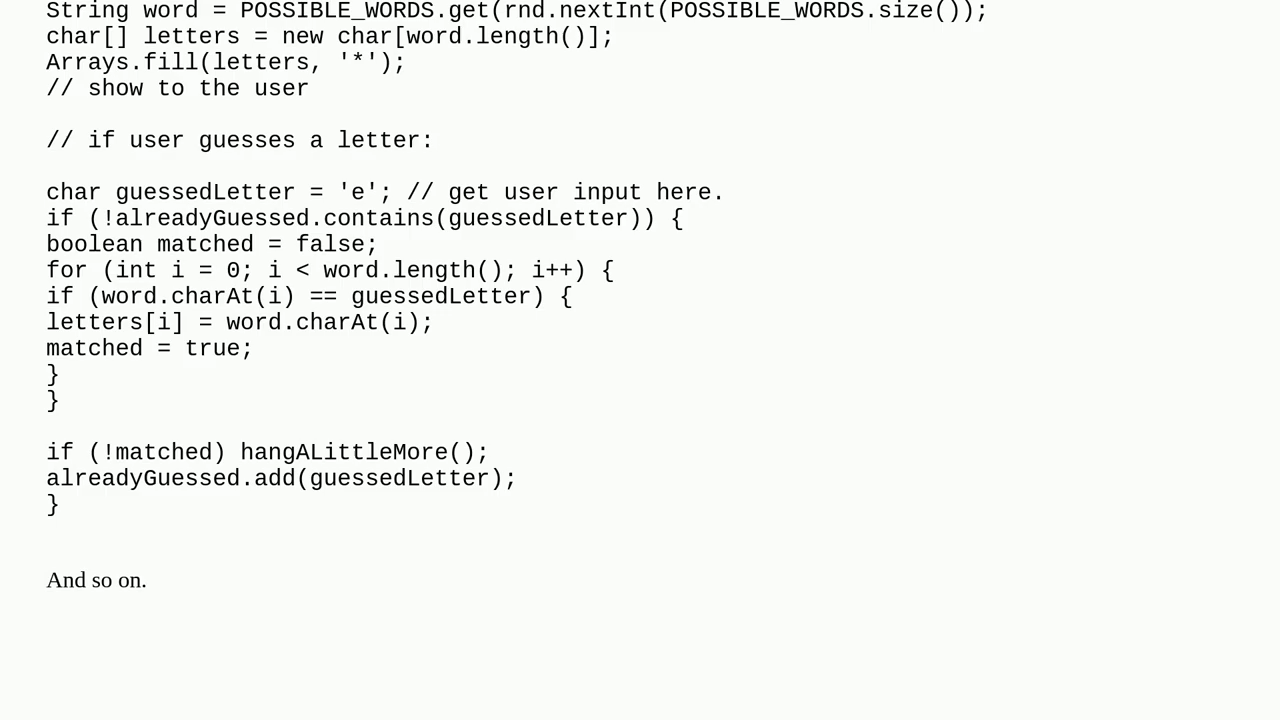 String word = POSSIBLE_WORDS.get(rnd.nextInt(POSSIBLE_WORDS.size());
char[] letters = new char[word.length()];
Arrays.fill(letters, '*');
// show to the user
// if user guesses a letter:
char guessedLetter = 'e'; // get user input here.
if (!alreadyGuessed.contains(guessedLetter)) {
boolean matched = false;
for (int i = 0; i < word.length(); i++) {
if (word.charAt(i) == guessedLetter) {
letters[i] = word.charAt(i);
matched = true;
}
}
if (!matched) hangALittleMore();
alreadyGuessed.add(guessedLetter);
}
And so on.